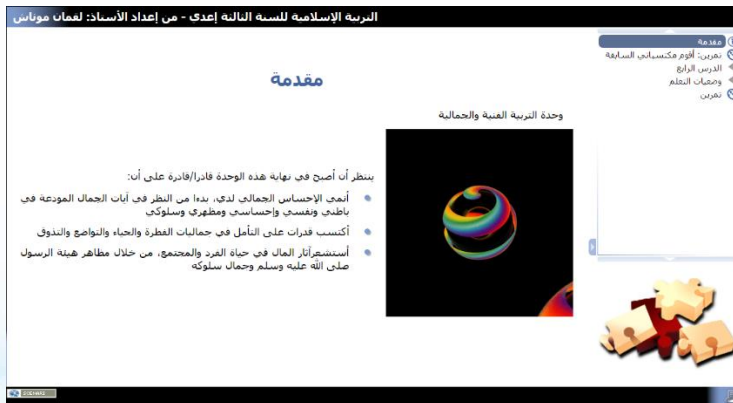 التربية الإسلامية للسنة الثالثة إعدي - من إعداد الأستاذ: لقمان موناش
مقدمة
تمرين: أقوم مكتسباتي السابقة
الدرس الرابع
وضعيات التعلم
تمرين
مقدمة
وحدة التربية الفنية والجمالية
ينتظر أن أصبح في نهاية هذه الوحدة قادرا/قادرة على أن:
أنمي الإحساس الجمالي لدي، بدءا من النظر في آيات الجمال المودعة في
باطني ونفسي وإحساسي ومظهري وسلوكي
أكتسب قدرات على التأمل في جماليات الفطرة والحياء والتواضع والتذوق
أستشعرآثار المال في حياة الفرد والمجتمع، من خلال مظاهر هيئة الرسول
صلى الله عليه وسلم وجمال سلوكه